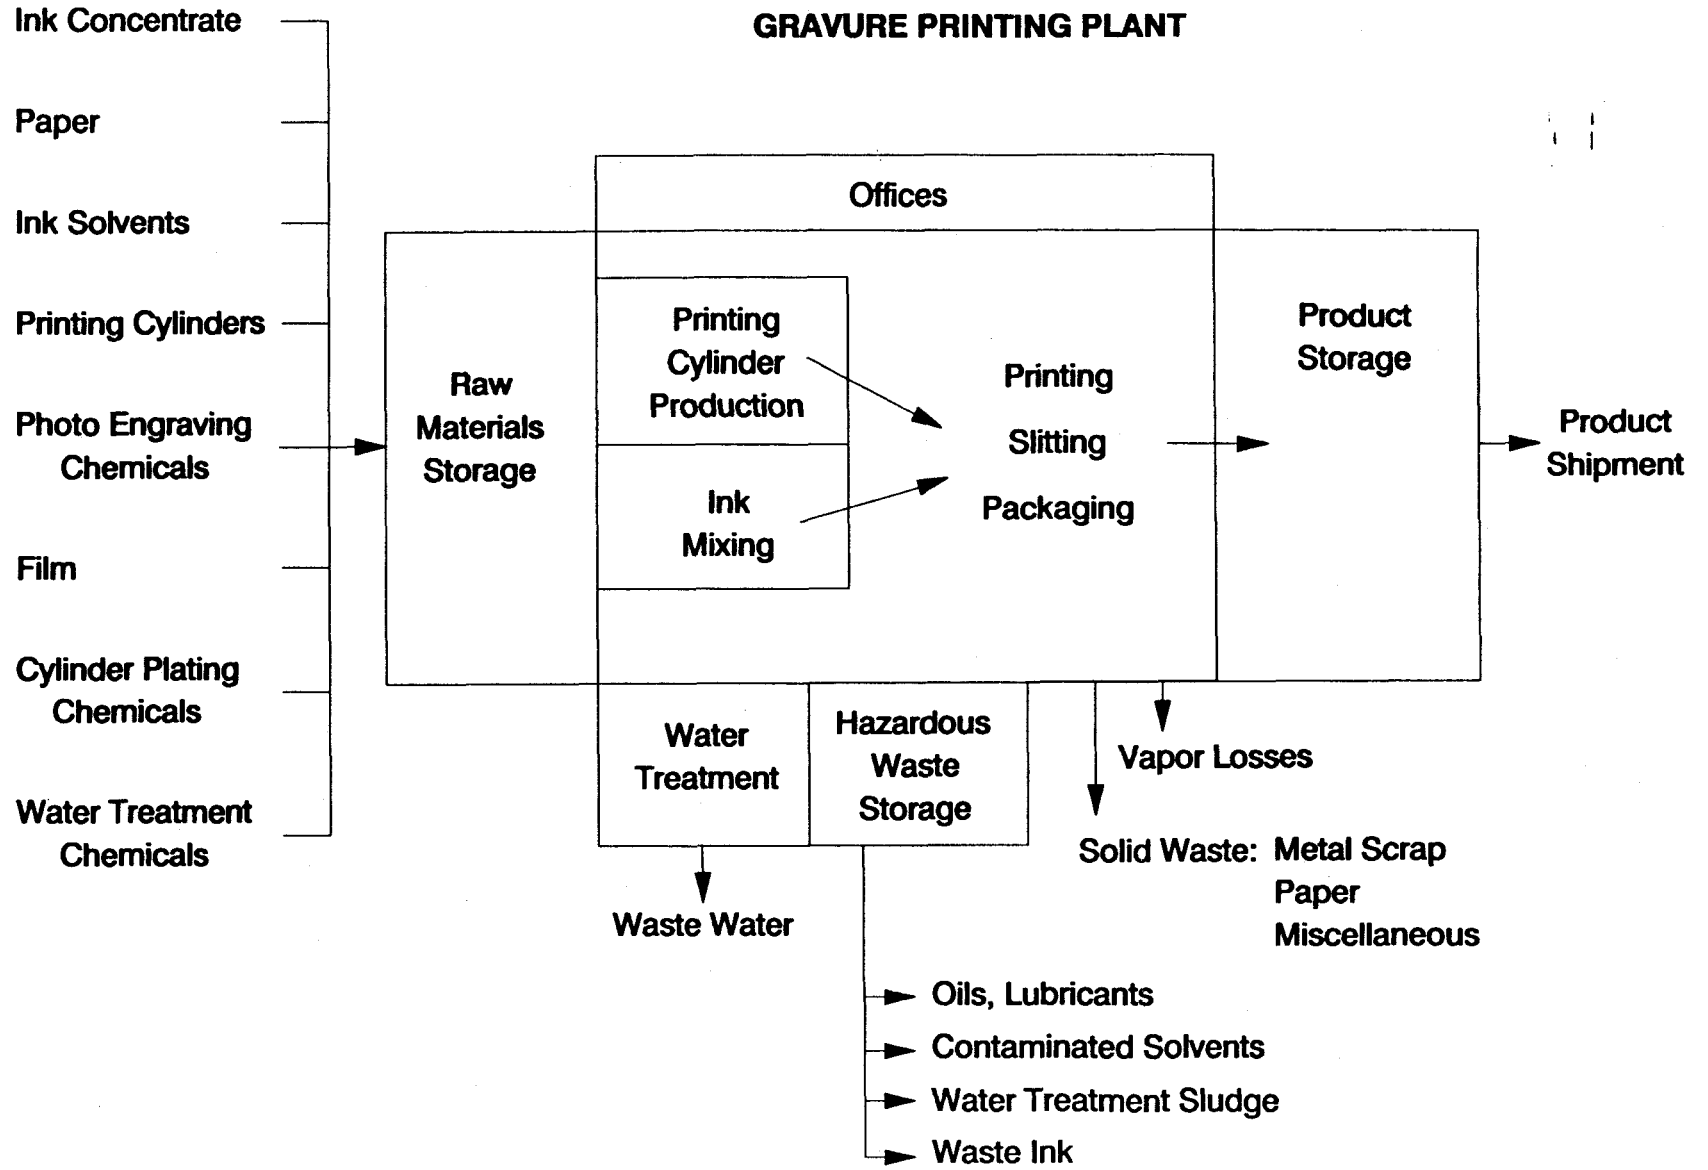 GRAVURE PRINTING PLANT
Ink Concentrate
Paper
Ink Solvents
Printing Cylinders
Photo Engraving
Chemicals
Film
Cylinder Plating
Chemicals
Water Treatment
Chemicals
Raw
Materials
Storage
Offices
Printing
Cylinder
Production
Ink
Mixing
Printing
Slitting
Packaging
Product
Storage
Product
Shipment
Water
Treatment
Hazardous
Waste
Storage
Vapor Losses
Solid Waste: Metal Scrap
Paper
Miscellaneous
Waste Water
Oils, Lubricants
Contaminated Solvents
Water Treatment Sludge
Waste Ink